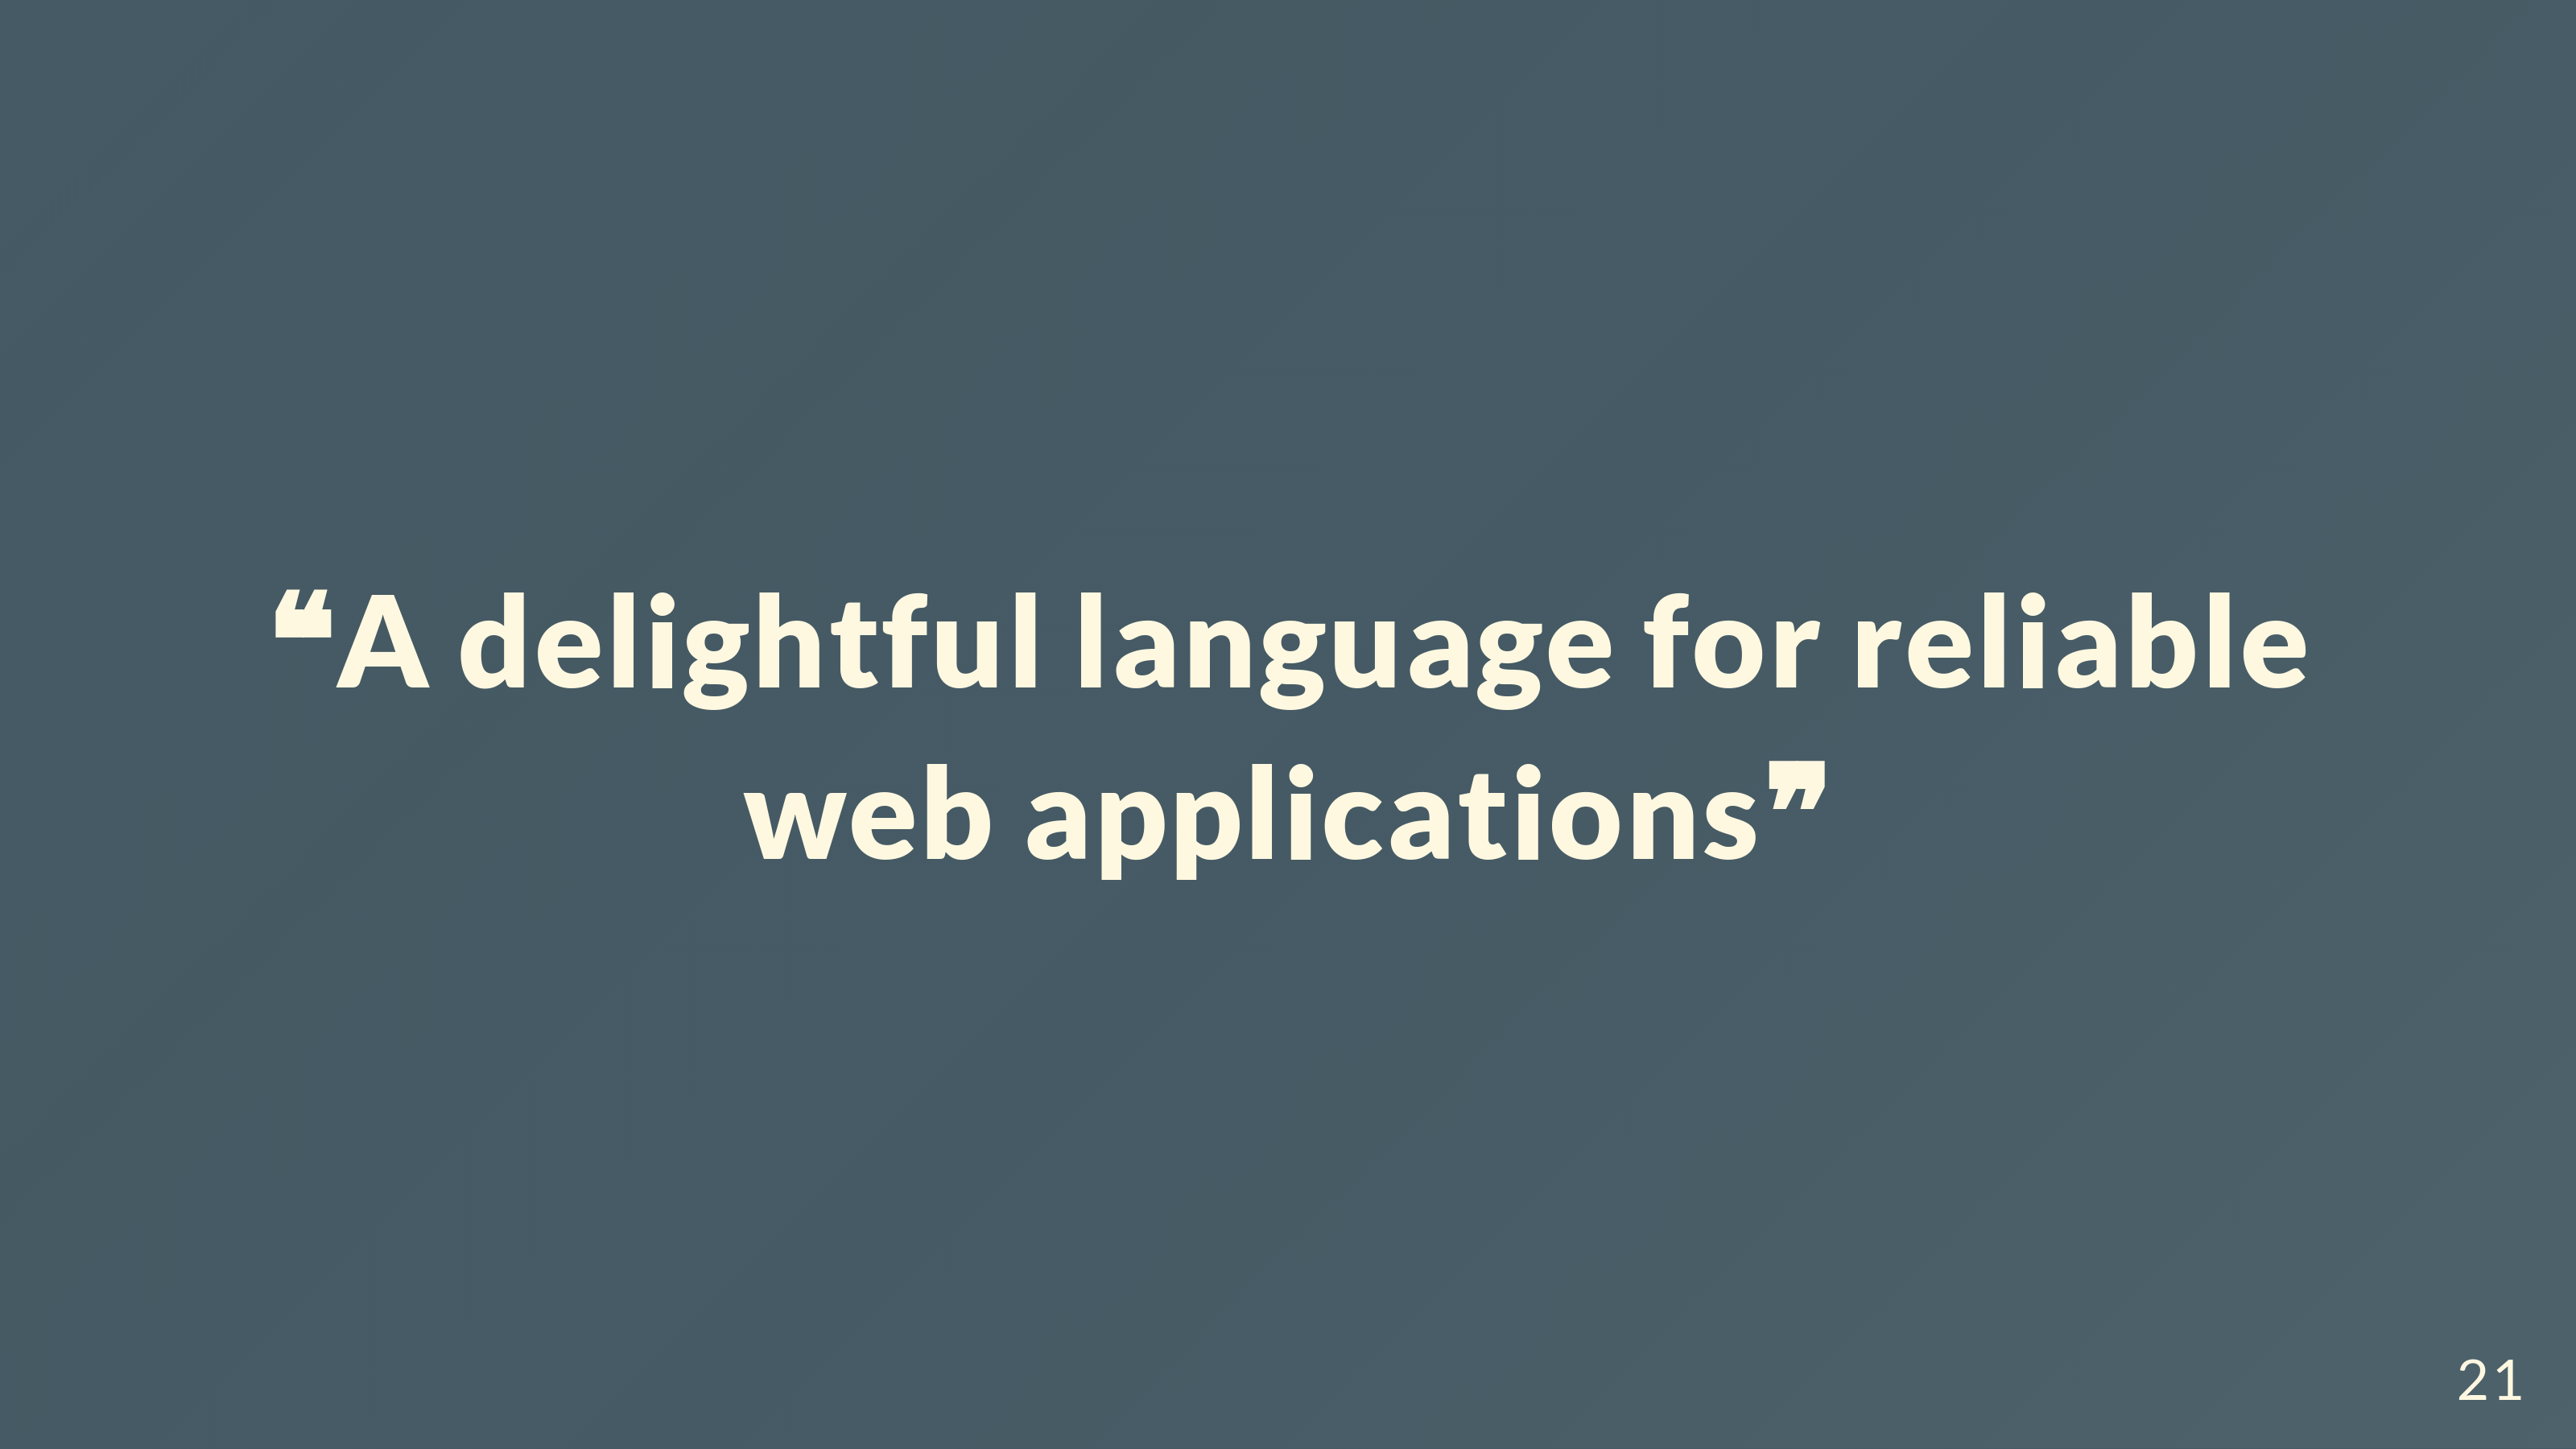 ❝A delightful language for reliable
web applications❞
21